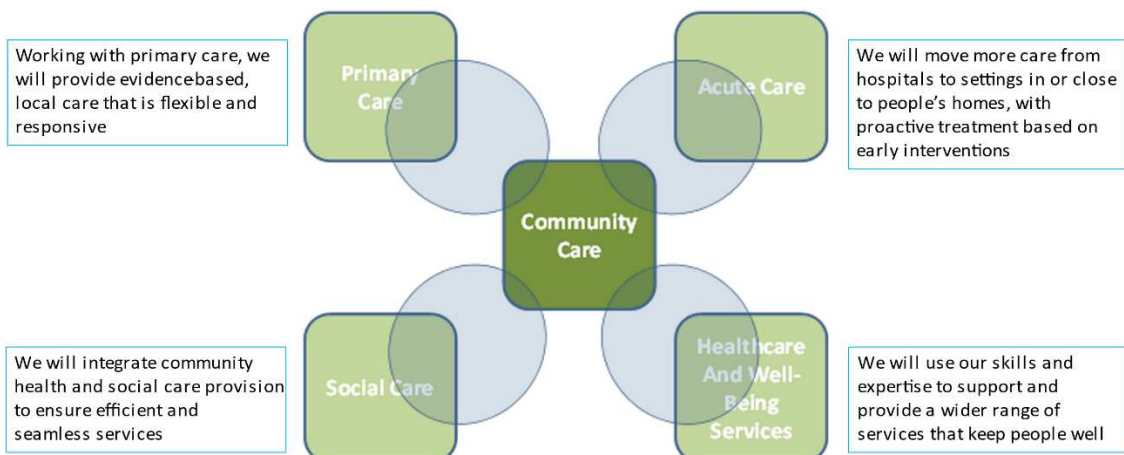 Working with primary care, we
will provide evidence-based,
local care that is flexible and
responsive
Primary
Care
Acute Care
We will move more care from
hospitals to settings in or close
to people's homes, with
proactive treatment based on
early interventions
Community
Care
We will integrate community
health and social care provision
to ensure efficient and
seamless services
Social Care
Healthcare
And Well-
Being
Services
We will use our skills and
expertise to support and
provide a wider range of
services that keep people well